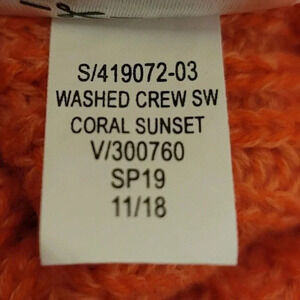 S/419072-03
WASHED CREW SW
CORAL SUNSET
V/300760
SP19
11/18